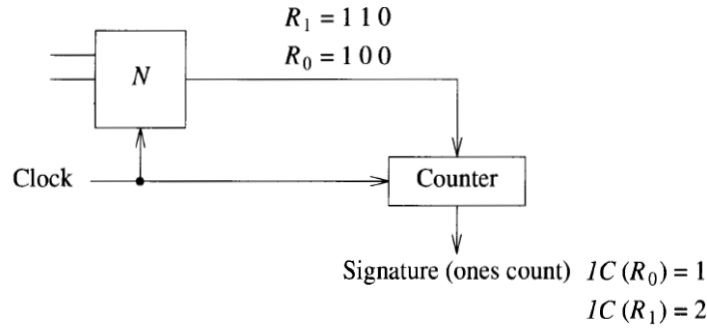 R₁ = 1 1 0
R₀ = 1 0 0
N
Clock
Counter
Signature (ones count) 1C (R₀) = 1
1C (R₁) = 2